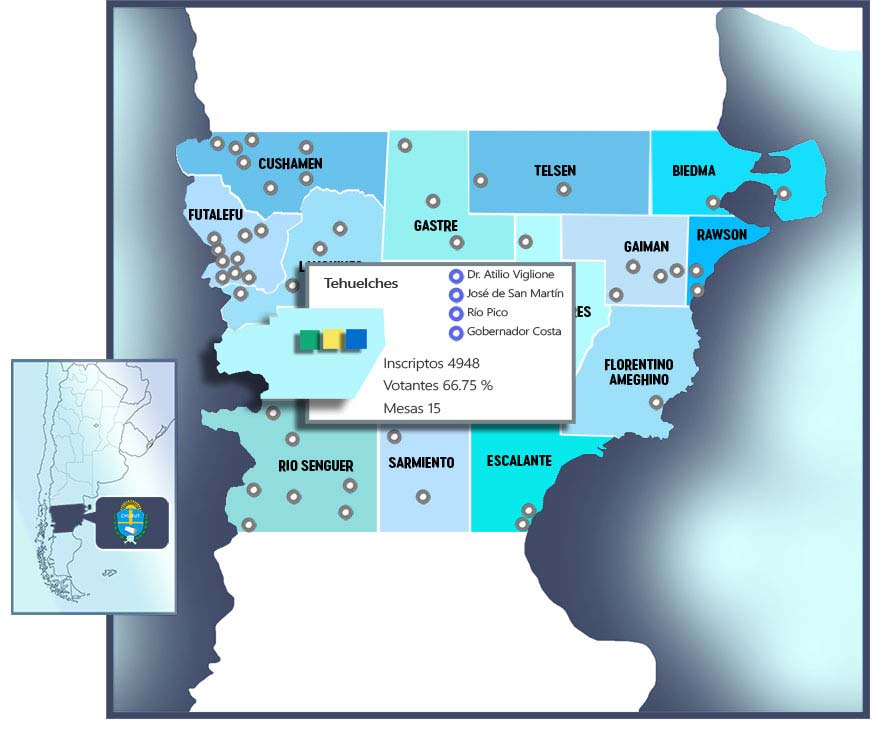 CUSHAMEN
TELSEN
BIEDMA
FUTALEFU
GASTRE
GAIMAN
RAWSON
Tehuelches
Dr. Atilio Viglione
José de San Martín
Río Pico
Gobernador Costa
Inscriptos 4948
Votantes 66.75 %
Mesas 15
FLORENTINO
AMEGHINO
RIO SENGUER
SARMIENTO
ESCALANTE